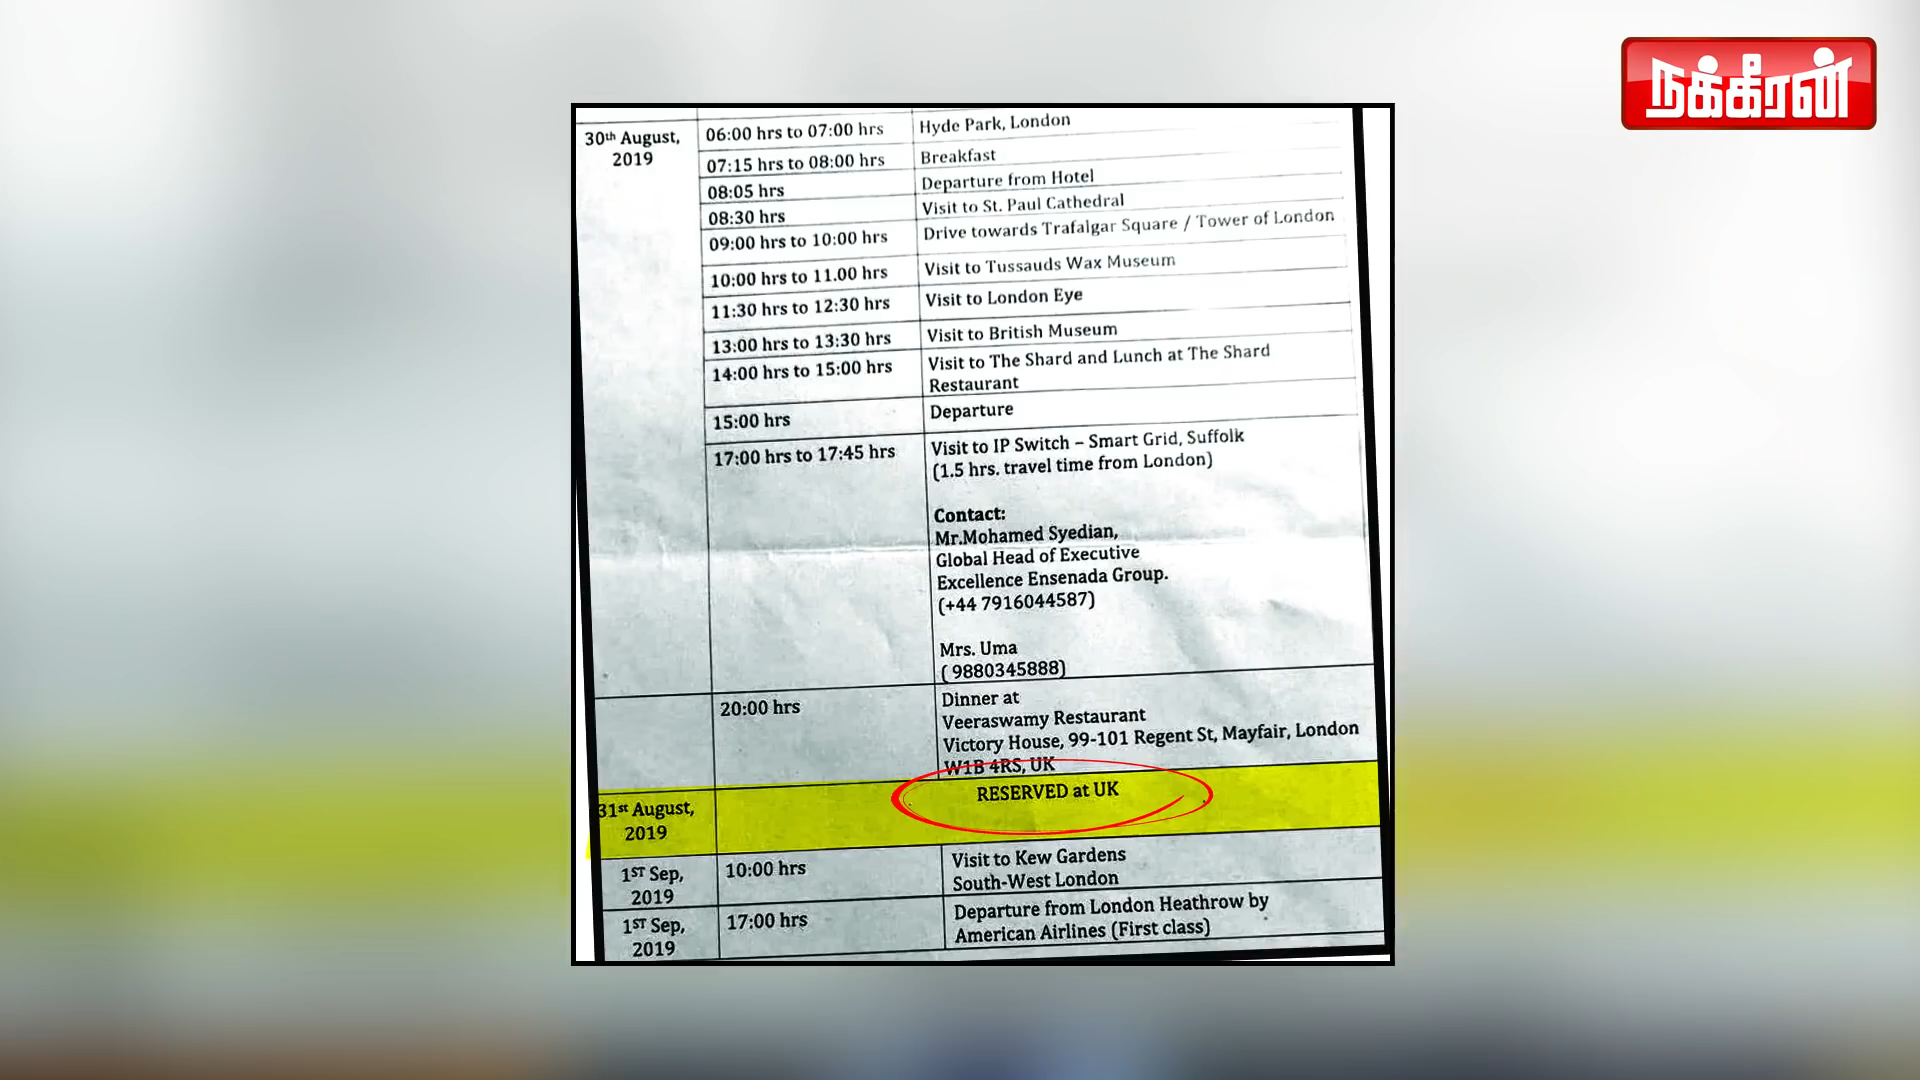 நக்கீரன்
30th August, 2019
06:00 hrs to 07:00 hrs Hyde Park, London
07:15 hrs to 08:00 hrs Breakfast
08:05 hrs Departure from Hotel
08:30 hrs Visit to St. Paul Cathedral
09:00 hrs to 10:00 hrs Drive towards Trafalgar Square / Tower of London
10:00 hrs to 11.00 hrs Visit to Tussauds Wax Museum
11:30 hrs to 12:30 hrs Visit to London Eye
13:00 hrs to 13:30 hrs Visit to British Museum
14:00 hrs to 15:00 hrs Visit to The Shard and Lunch at The Shard
Restaurant
15:00 hrs Departure
17:00 hrs to 17:45 hrs Visit to IP Switch – Smart Grid, Suffolk
(1.5 hrs. travel time from London)
Contact:
Mr.Mohamed Syedian,
Global Head of Executive
Excellence Ensenada Group.
(+44 7916044587)
Mrs. Uma
( 9880345888)
20:00 hrs Dinner at
Veeraswamy Restaurant
Victory House, 99-101 Regent St, Mayfair, London
W1B 4RS, UK
31st August, 2019
RESERVED at UK
1ST Sep, 2019
10:00 hrs Visit to Kew Gardens
South-West London
1ST Sep, 2019
17:00 hrs Departure from London Heathrow by
American Airlines (First class)